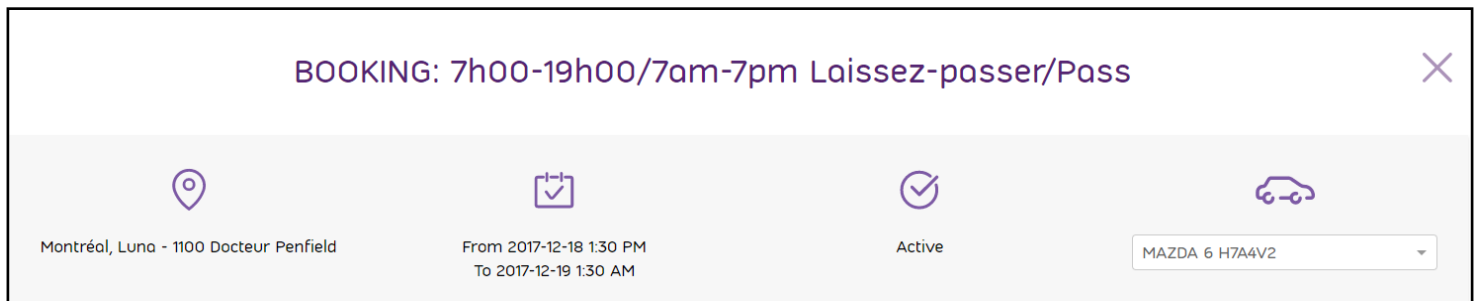 BOOKING: 7h00-19h00/7am-7pm Laissez-passer/Pass
Montréal, Luna - 1100 Docteur Penfield
From 2017-12-18 1:30 PM
To 2017-12-19 1:30 AM
Active
MAZDA 6 H7A4V2